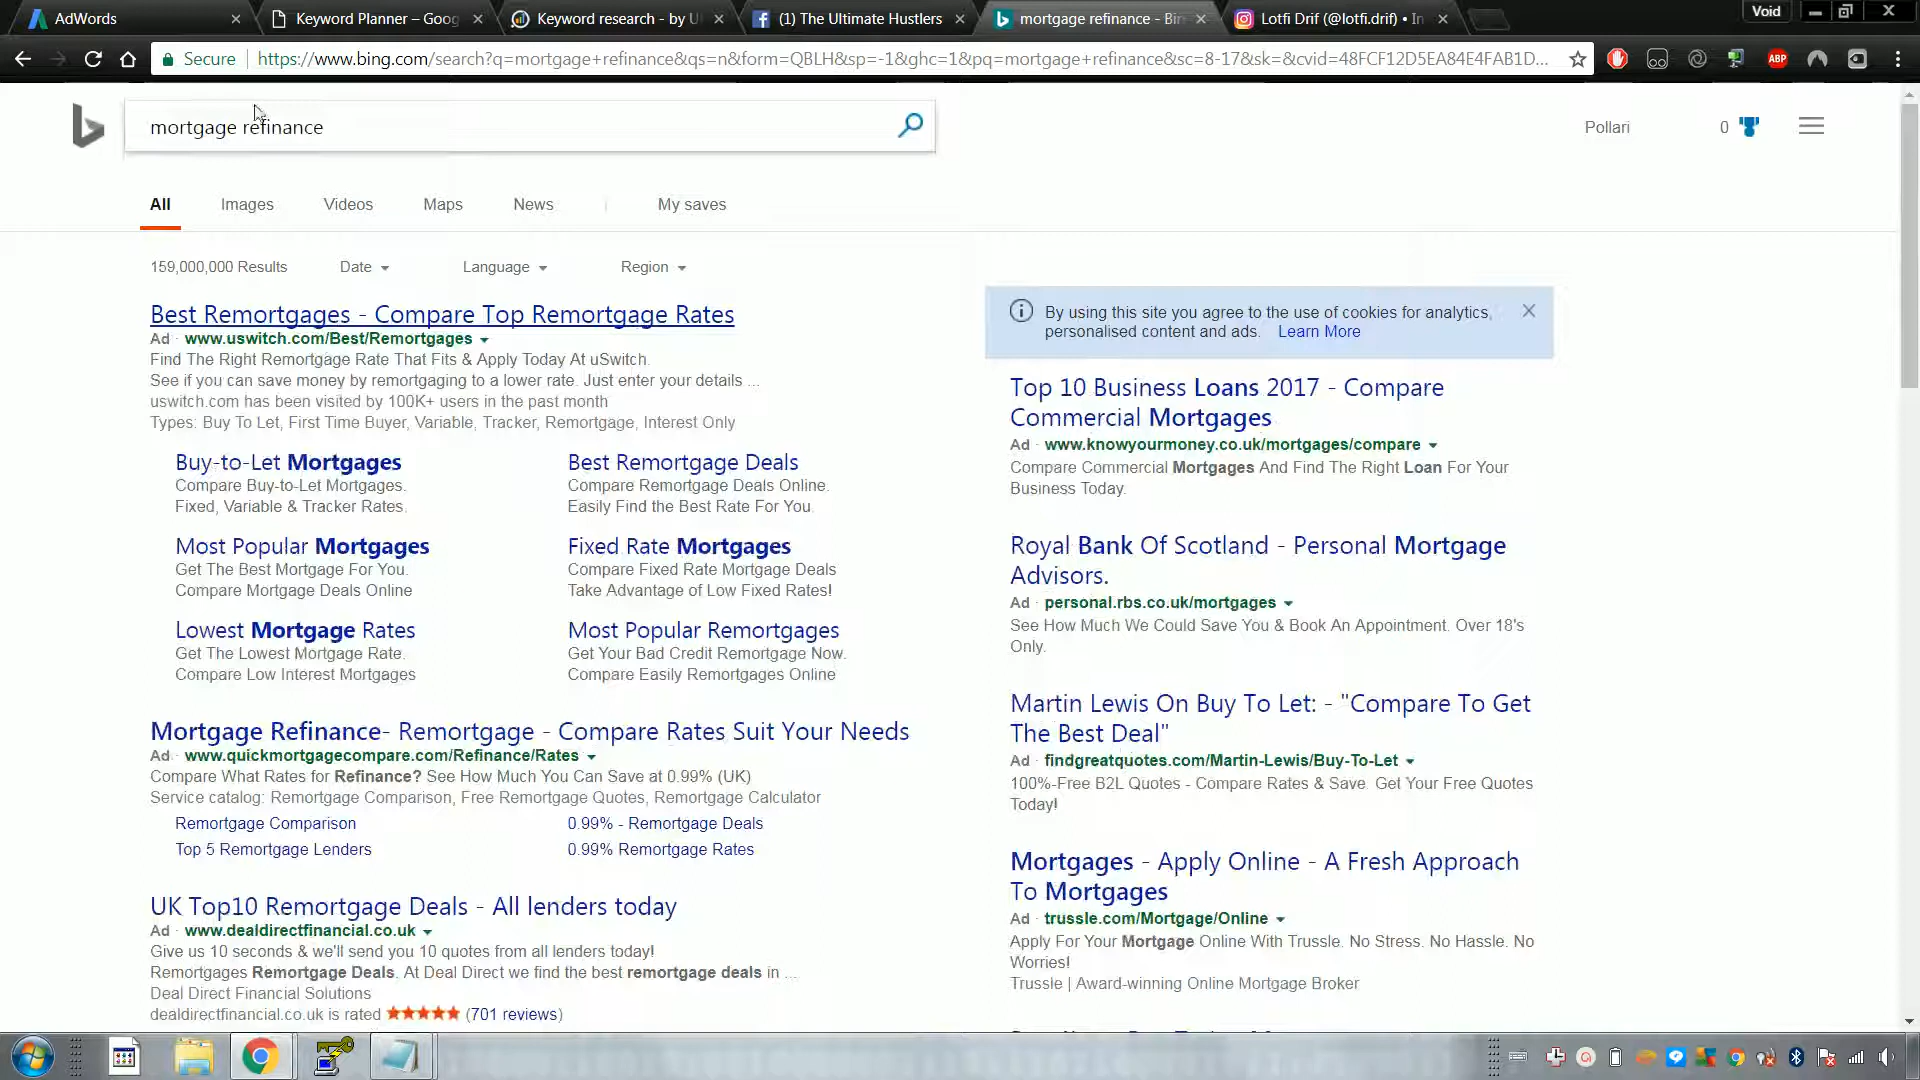 AdWords
Keyword Planner – Goog
Keyword research - by U
(1) The Ultimate Hustlers
mortgage refinance - Bin
Lotfi Drif (@lotfi.drif) • In
Void
Secure
https://www.bing.com/search?q=mortgage+refinance&qs=n&form=QBLH&sp=-1&ghc=1&pq=mortgage+refinance&sc=8-17&sk=&cvid=48FCF12D5EA84E4FAB1D...
ABP
mortgage refinance
Pollari
0
All
Images
Videos
Maps
News
My saves
159,000,000 Results
Date
Language
Region
Best Remortgages - Compare Top Remortgage Rates
Ad · www.uswitch.com/Best/Remortgages
Find The Right Remortgage Rate That Fits & Apply Today At uSwitch.
See if you can save money by remortgaging to a lower rate. Just enter your details ...
uswitch.com has been visited by 100K+ users in the past month
Types: Buy To Let, First Time Buyer, Variable, Tracker, Remortgage, Interest Only
Buy-to-Let Mortgages
Compare Buy-to-Let Mortgages.
Fixed, Variable & Tracker Rates.
Best Remortgage Deals
Compare Remortgage Deals Online.
Easily Find the Best Rate For You.
Most Popular Mortgages
Get The Best Mortgage For You.
Compare Mortgage Deals Online
Fixed Rate Mortgages
Compare Fixed Rate Mortgage Deals
Take Advantage of Low Fixed Rates!
Lowest Mortgage Rates
Get The Lowest Mortgage Rate.
Compare Low Interest Mortgages
Most Popular Remortgages
Get Your Bad Credit Remortgage Now.
Compare Easily Remortgages Online
Mortgage Refinance- Remortgage - Compare Rates Suit Your Needs
Ad · www.quickmortgagecompare.com/Refinance/Rates
Compare What Rates for Refinance? See How Much You Can Save at 0.99% (UK)
Service catalog: Remortgage Comparison, Free Remortgage Quotes, Remortgage Calculator
Remortgage Comparison
0.99% - Remortgage Deals
Top 5 Remortgage Lenders
0.99% Remortgage Rates
UK Top10 Remortgage Deals - All lenders today
Ad · www.dealdirectfinancial.co.uk
Give us 10 seconds & we'll send you 10 quotes from all lenders today!
Remortgages Remortgage Deals. At Deal Direct we find the best remortgage deals in ...
Deal Direct Financial Solutions
dealdirectfinancial.co.uk is rated ★★★★★ (701 reviews)
By using this site you agree to the use of cookies for analytics,
personalised content and ads. Learn More
Top 10 Business Loans 2017 - Compare
Commercial Mortgages
Ad · www.knowyourmoney.co.uk/mortgages/compare
Compare Commercial Mortgages And Find The Right Loan For Your
Business Today.
Royal Bank Of Scotland - Personal Mortgage
Advisors.
Ad · personal.rbs.co.uk/mortgages
See How Much We Could Save You & Book An Appointment. Over 18's
Only.
Martin Lewis On Buy To Let: - "Compare To Get
The Best Deal"
Ad · findgreatquotes.com/Martin-Lewis/Buy-To-Let
100%-Free B2L Quotes - Compare Rates & Save. Get Your Free Quotes
Today!
Mortgages - Apply Online - A Fresh Approach
To Mortgages
Ad · trussle.com/Mortgage/Online
Apply For Your Mortgage Online With Trussle. No Stress. No Hassle. No
Worries!
Trussle | Award-winning Online Mortgage Broker